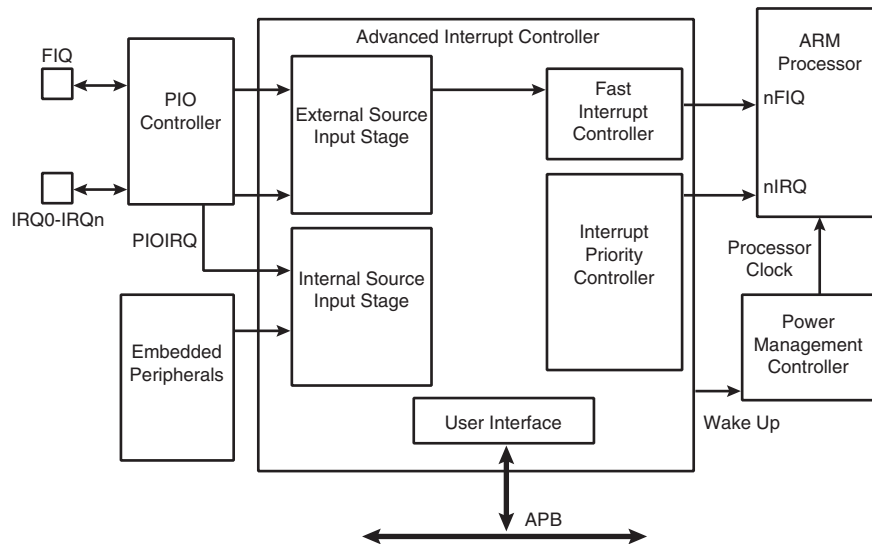 Advanced Interrupt Controller
FIQ
PIO
Controller
External Source
Input Stage
Fast
Interrupt
Controller
ARM
Processor
nFIQ
nIRQ
IRQ0-IRQn
PIOIRQ
Internal Source
Input Stage
Interrupt
Priority
Controller
Processor
Clock
Embedded
Peripherals
Power
Management
Controller
User Interface
Wake Up
APB